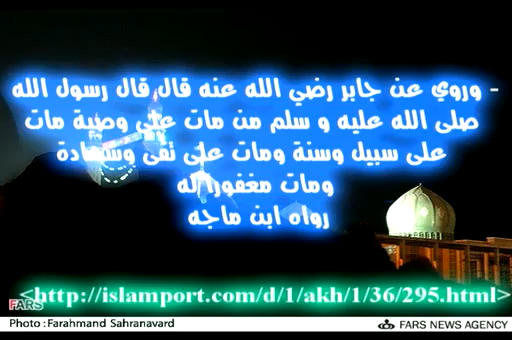 - وروي عن جابر رضي الله عنه قال قال رسول الله
صلى الله عليه و سلم من مات على وصية مات
على سبيل وسنة ومات على تقى وشهادة
ومات مغفورا له
رواه ابن ماجه
<http://islamport.com/d/1/akh/1/36/295.html>
FARS
Photo : Farahmand Sahranavard
FARS NEWS AGENCY